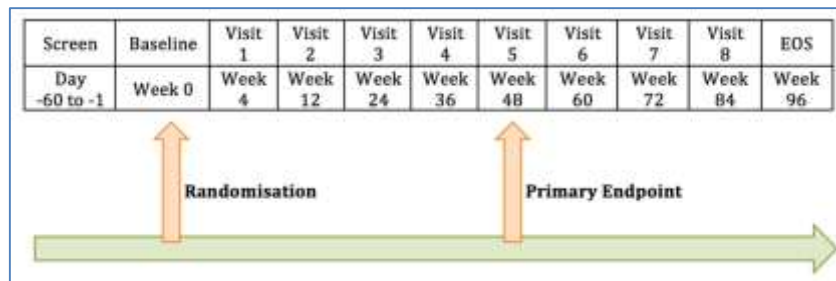 Screen Baseline Visit 1 Visit 2 Visit 3 Visit 4 Visit 5 Visit 6 Visit 7 Visit 8 EOS
Day -60 to -1 Week 0 Week 4 Week 12 Week 24 Week 36 Week 48 Week 60 Week 72 Week 84 Week 96
Randomisation Primary Endpoint